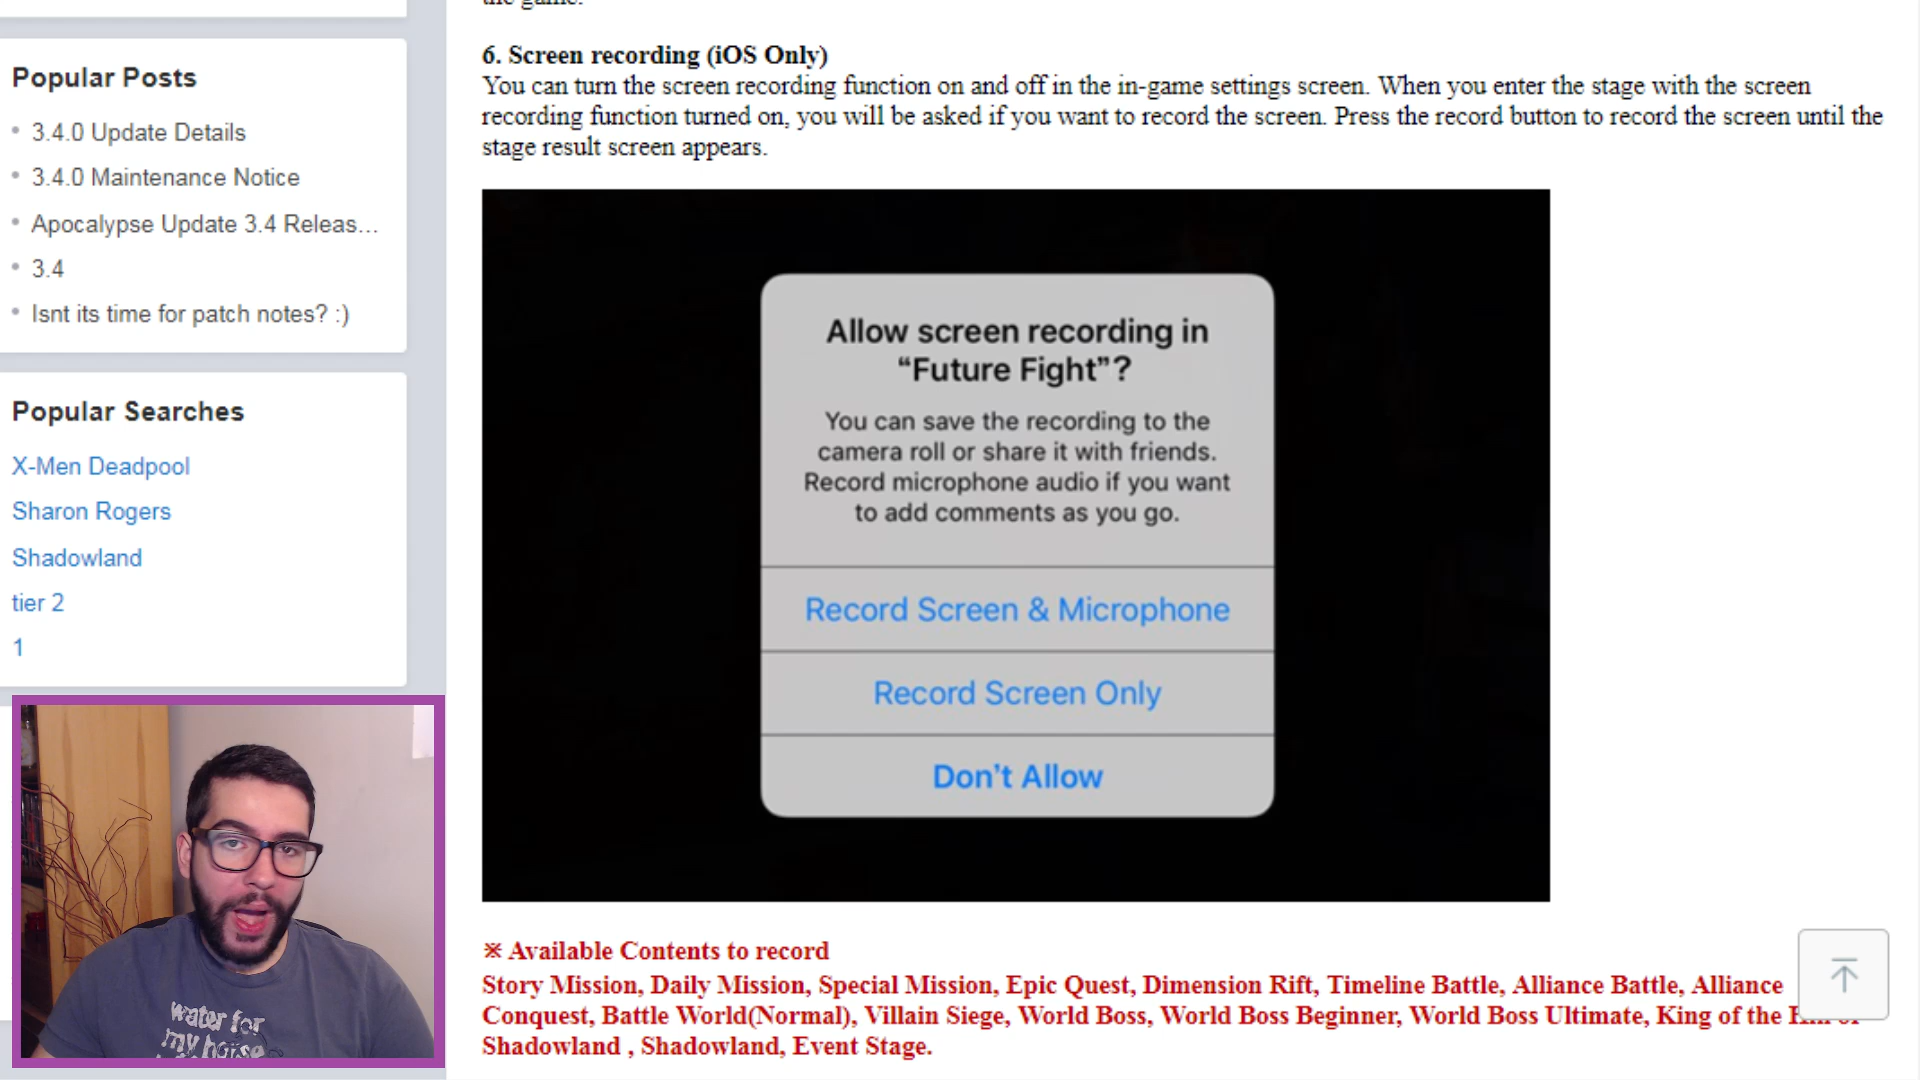 the game.
6. Screen recording (iOS Only)
You can turn the screen recording function on and off in the in-game settings screen. When you enter the stage with the screen
recording function turned on, you will be asked if you want to record the screen. Press the record button to record the screen until the
stage result screen appears.
Popular Posts
3.4.0 Update Details
3.4.0 Maintenance Notice
Apocalypse Update 3.4 Releas...
3.4
Isnt its time for patch notes? :)
Popular Searches
X-Men Deadpool
Sharon Rogers
Shadowland
tier 2
1
Allow screen recording in
“Future Fight”?
You can save the recording to the
camera roll or share it with friends.
Record microphone audio if you want
to add comments as you go.
Record Screen & Microphone
Record Screen Only
Don’t Allow
※ Available Contents to record
Story Mission, Daily Mission, Special Mission, Epic Quest, Dimension Rift, Timeline Battle, Alliance Battle, Alliance
Conquest, Battle World(Normal), Villain Siege, World Boss, World Boss Beginner, World Boss Ultimate, King of the
Shadowland , Shadowland, Event Stage.
water for
my horse